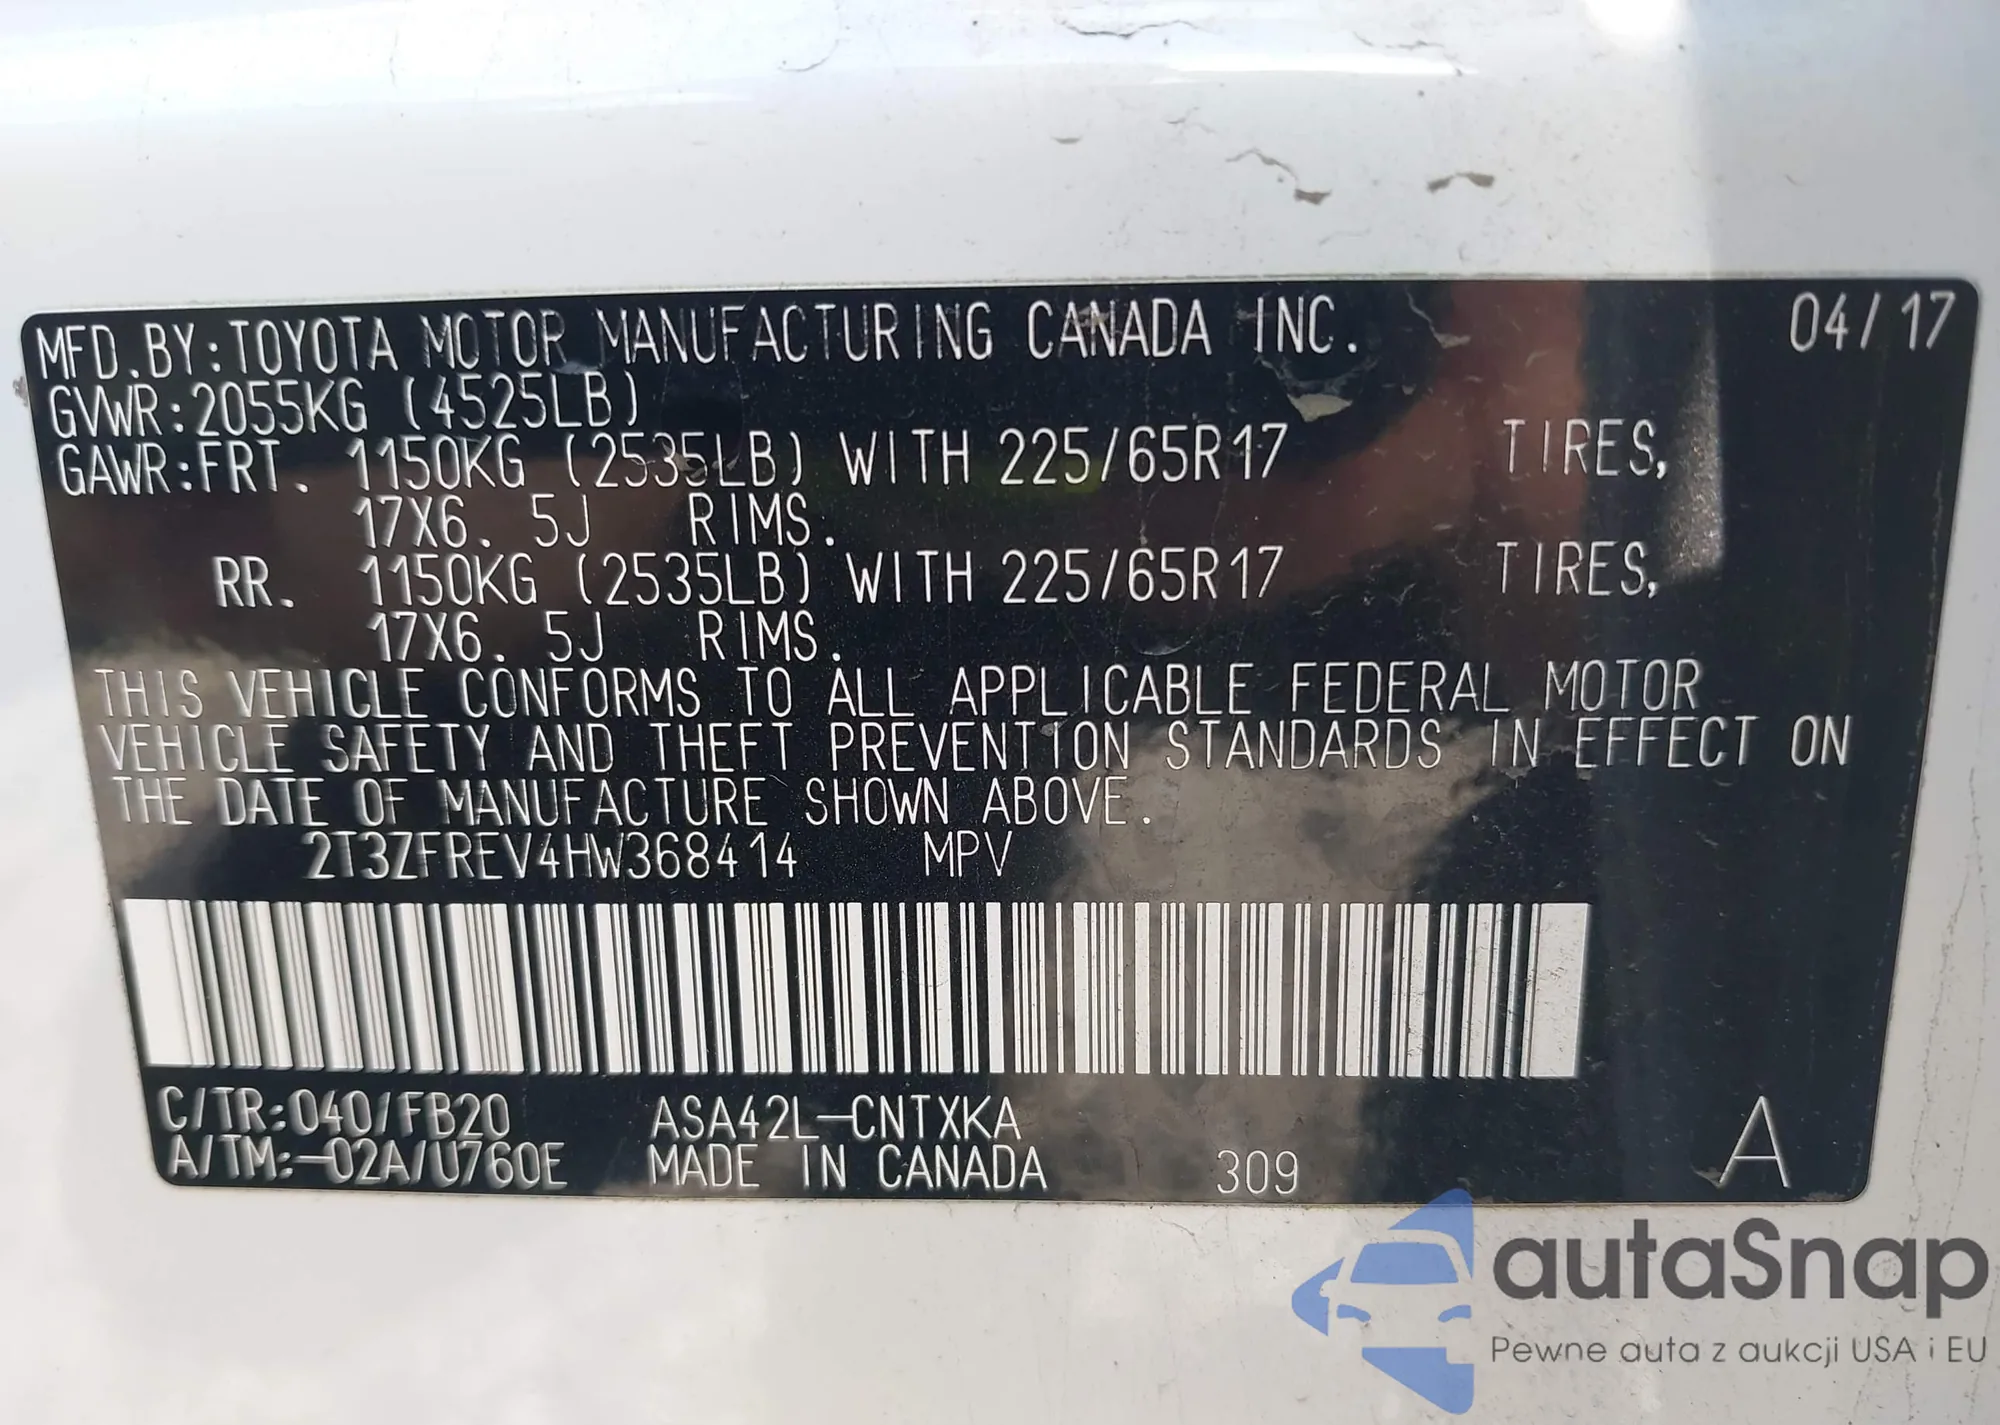 MFD.BY:TOYOTA MOTOR MANUFACTURING CANADA INC. 04/17
GVWR:2055KG (4525LB)
GAWR:FRT. 1150KG (2535LB) WITH 225/65R17 TIRES,
17X6.5J RIMS.
RR. 1150KG (2535LB) WITH 225/65R17 TIRES,
17X6.5J RIMS.
THIS VEHICLE CONFORMS TO ALL APPLICABLE FEDERAL MOTOR
VEHICLE SAFETY AND THEFT PREVENTION STANDARDS IN EFFECT ON
THE DATE OF MANUFACTURE SHOWN ABOVE.
2T3ZFREV4HW368414 MPV
C/TR:040/FB20 ASA42L-CNTXKA A
A/TM:-02A/U760E MADE IN CANADA 309
autaSnap
Pewne auta z aukcji USA i EU